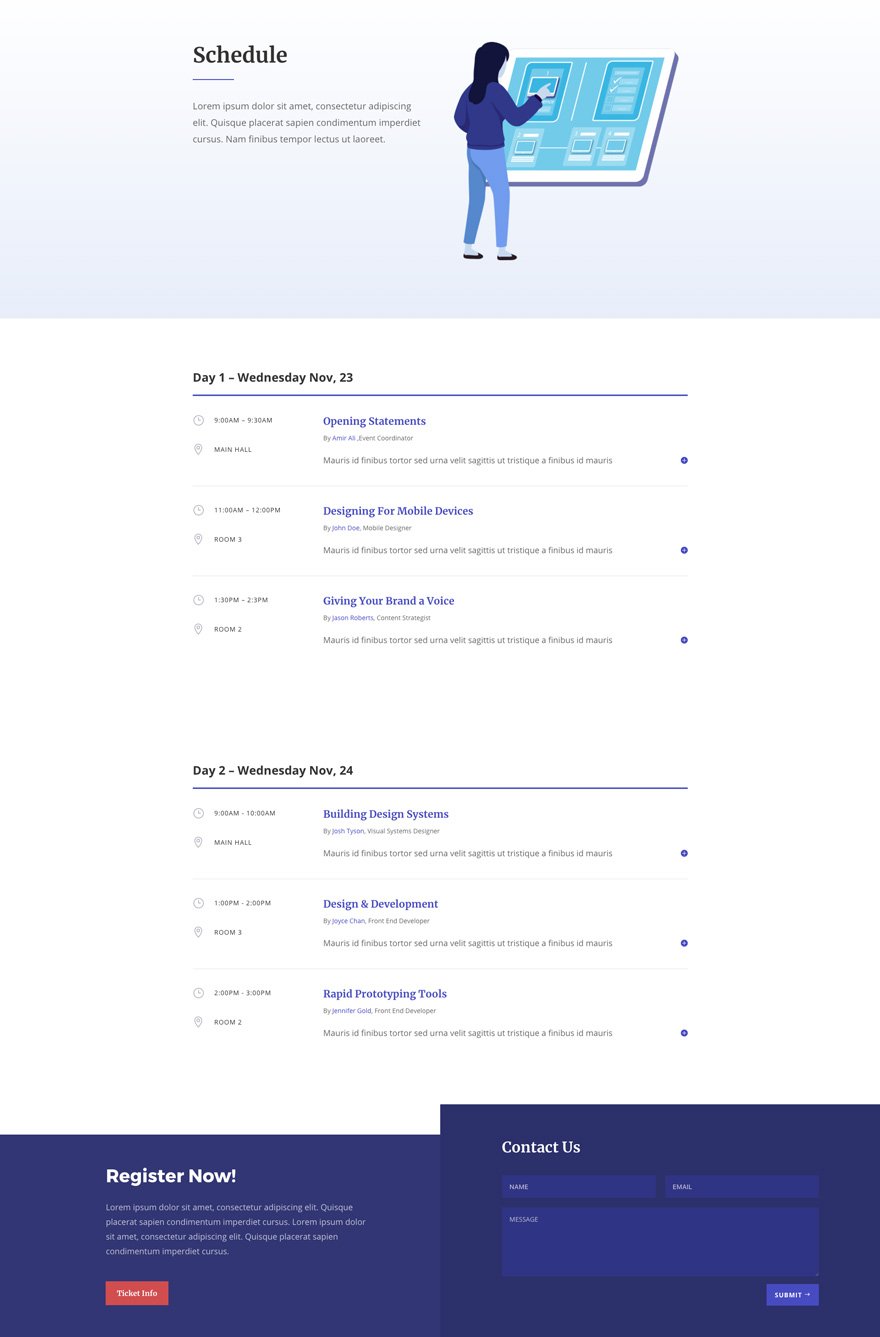 Schedule
Lorem ipsum dolor sit amet, consectetur adipiscing
elit. Quisque placerat sapien condimentum imperdiet
cursus. Nam finibus tempor lectus ut laoreet.
Day 1 – Wednesday Nov, 23
9:00AM – 9:30AM
MAIN HALL
Opening Statements
By Amir Ali ,Event Coordinator
Mauris id finibus tortor sed urna velit sagittis ut tristique a finibus id mauris
11:00AM – 12:00PM
ROOM 3
Designing For Mobile Devices
By John Doe, Mobile Designer
Mauris id finibus tortor sed urna velit sagittis ut tristique a finibus id mauris
1:30PM – 2:3PM
ROOM 2
Giving Your Brand a Voice
By Jason Roberts, Content Strategist
Mauris id finibus tortor sed urna velit sagittis ut tristique a finibus id mauris
Day 2 – Wednesday Nov, 24
9:00AM - 10:00AM
MAIN HALL
Building Design Systems
By Josh Tyson, Visual Systems Designer
Mauris id finibus tortor sed urna velit sagittis ut tristique a finibus id mauris
1:00PM - 2:00PM
ROOM 3
Design & Development
By Joyce Chan, Front End Developer
Mauris id finibus tortor sed urna velit sagittis ut tristique a finibus id mauris
2:00PM - 3:00PM
ROOM 2
Rapid Prototyping Tools
By Jennifer Gold, Front End Developer
Mauris id finibus tortor sed urna velit sagittis ut tristique a finibus id mauris
Register Now!
Lorem ipsum dolor sit amet, consectetur adipiscing elit. Quisque
placerat sapien condimentum imperdiet cursus. Lorem ipsum dolor
sit amet, consectetur adipiscing elit. Quisque placerat sapien
condimentum imperdiet cursus.
Ticket Info
Contact Us
NAME
EMAIL
MESSAGE
SUBMIT →